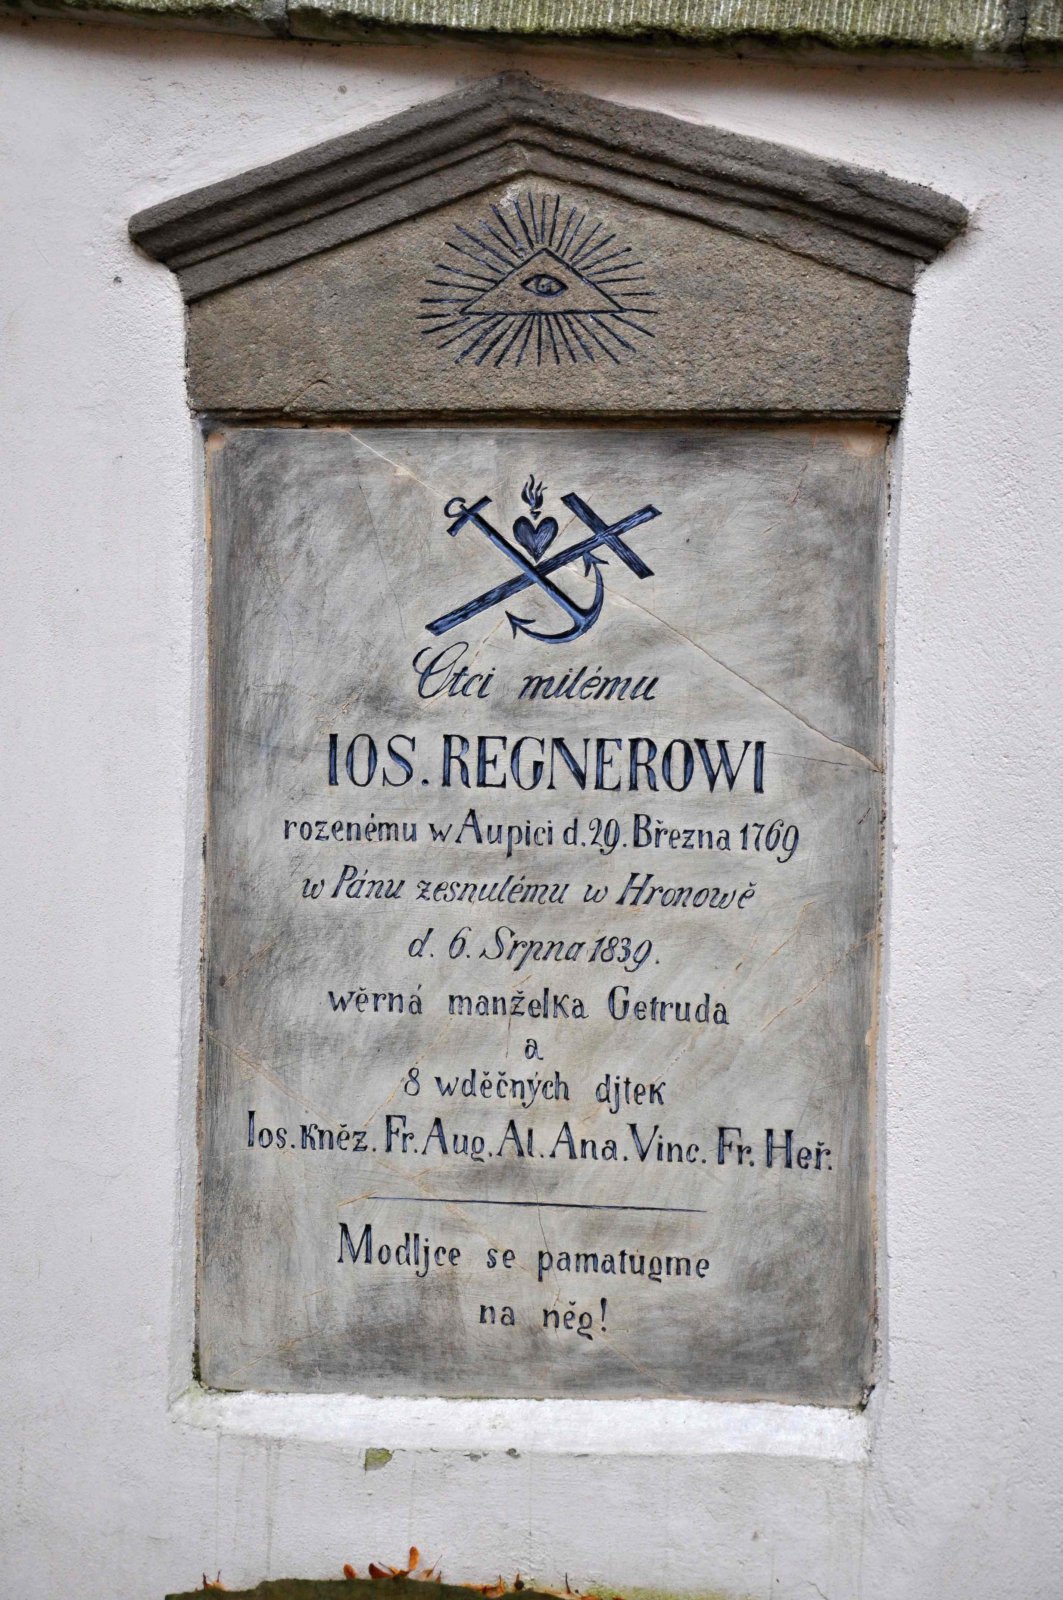 Otci milému
IOS. REGNEROWI
rozenému w Aupici d. 29. Března 1769
w Pánu zesnulému w Hronowě
d. 6. Srpna 1839.
wěrná manželka Getruda
a
8 wděčných djtek
Ios. Kněz. Fr. Aug. Al. Ana. Vinc. Fr. Heř.
Modljce se pamatugme
na něg!